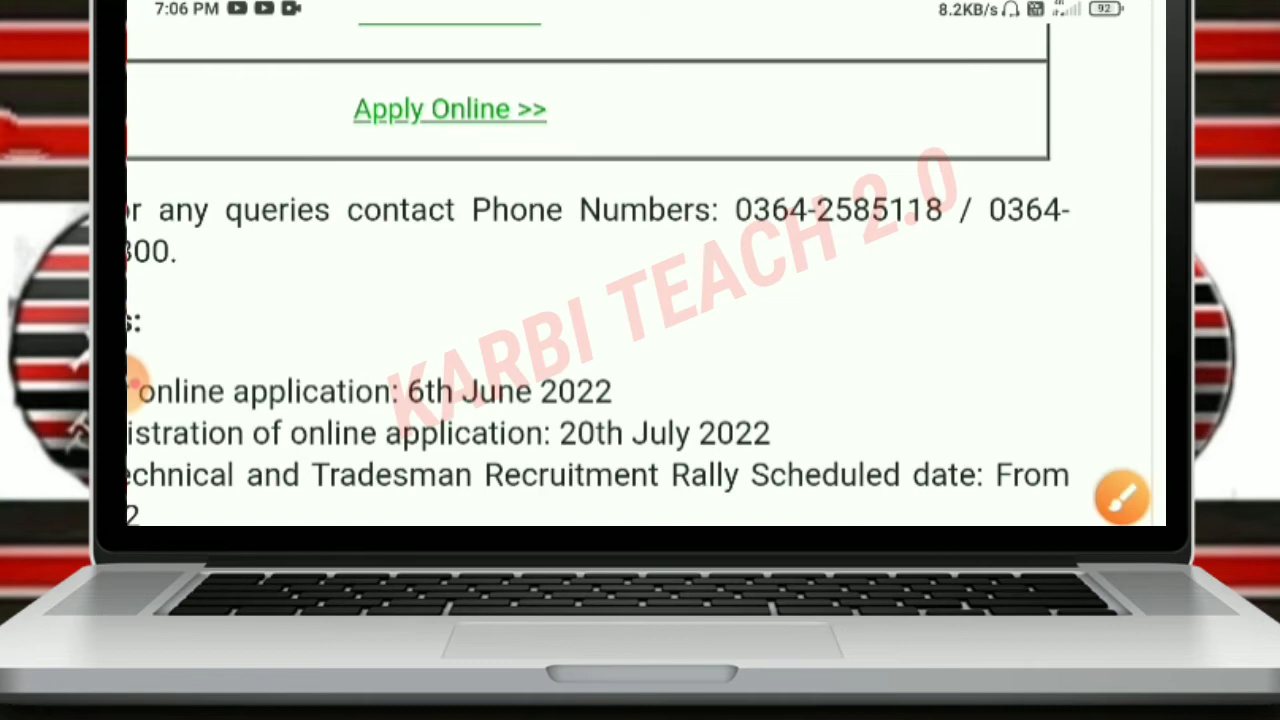 7:06 PM
8.2KB/s
92
Apply Online >>
any queries contact Phone Numbers: 0364-2585118 / 0364-
300.
KARBI TEACH 2.0
online application: 6th June 2022
istration of online application: 20th July 2022
echnical and Tradesman Recruitment Rally Scheduled date: From
2